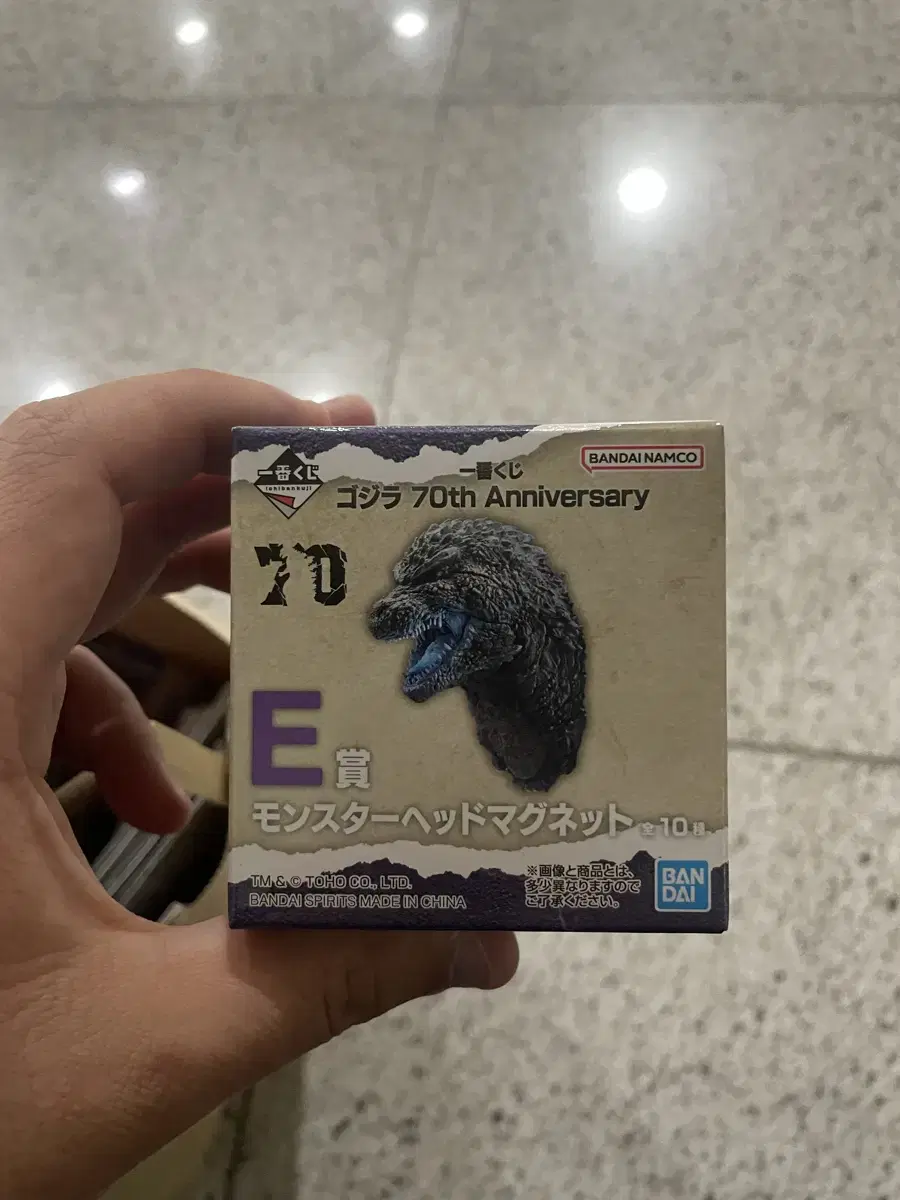 一番くじ
ichibankuji
BANDAI NAMCO
一番くじ
ゴジラ 70th Anniversary
70
E賞
モンスターヘッドマグネット 全10種
TM & © TOHO CO., LTD.
BANDAI SPIRITS MADE IN CHINA
※画像と商品とは、
多少異なりますので
ご了承ください。
BAN
DAI